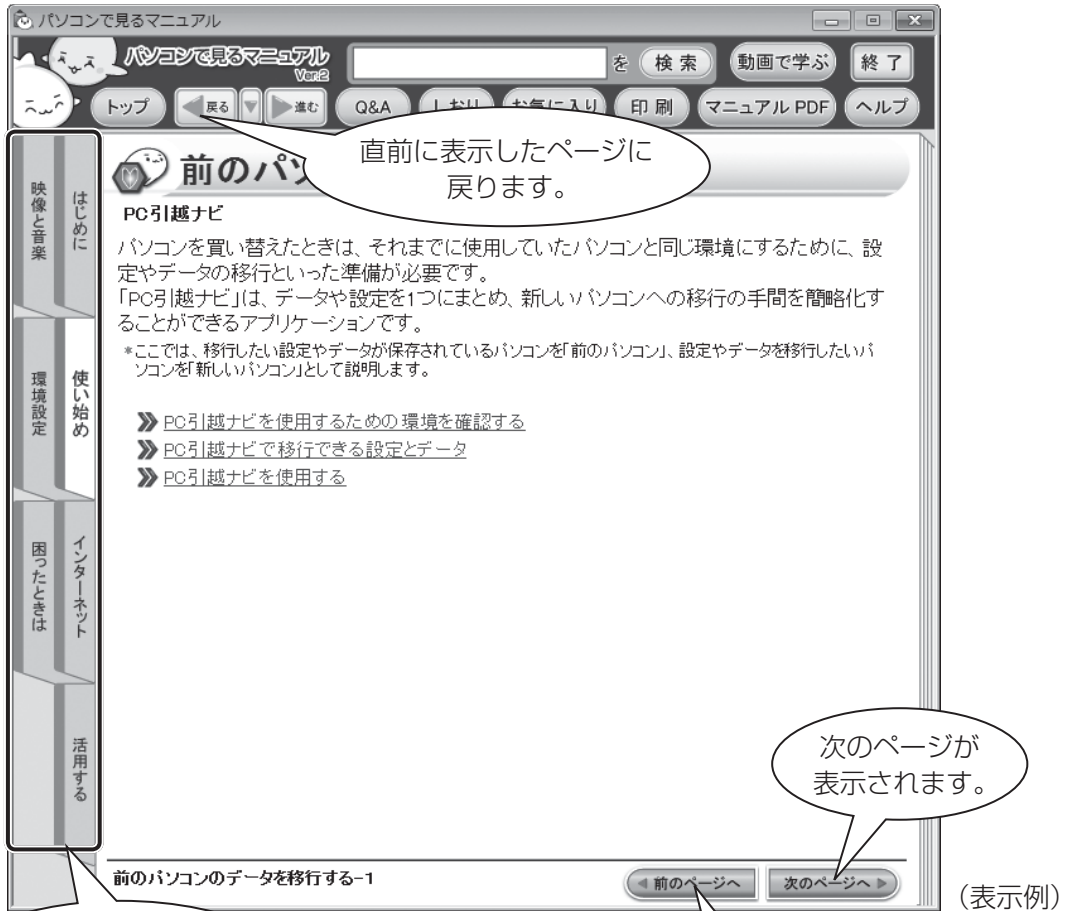 パソコンで見るマニュアル
パソコンで見るマニュアル
Ver.2
を 検索 動画で学ぶ 終了
トップ 戻る 進む Q&A しおり お気に入り 印刷 マニュアル PDF ヘルプ
直前に表示したページに
戻ります。
前のパソ
PC引越ナビ
パソコンを買い替えたときは、それまでに使用していたパソコンと同じ環境にするために、設
定やデータの移行といった準備が必要です。
「PC引越ナビ」は、データや設定を1つにまとめ、新しいパソコンへの移行の手間を簡略化す
ることができるアプリケーションです。
*ここでは、移行したい設定やデータが保存されているパソコンを「前のパソコン」、設定やデータを移行したいパ
ソコンを「新しいパソコン」として説明します。
PC引越ナビを使用するための環境を確認する
PC引越ナビで移行できる設定とデータ
PC引越ナビを使用する
はじめに
映像と音楽
使い始め
環境設定
インターネット
困ったときは
活用する
次のページが
表示されます。
前のパソコンのデータを移行する-1
前のページへ 次のページへ
(表示例)